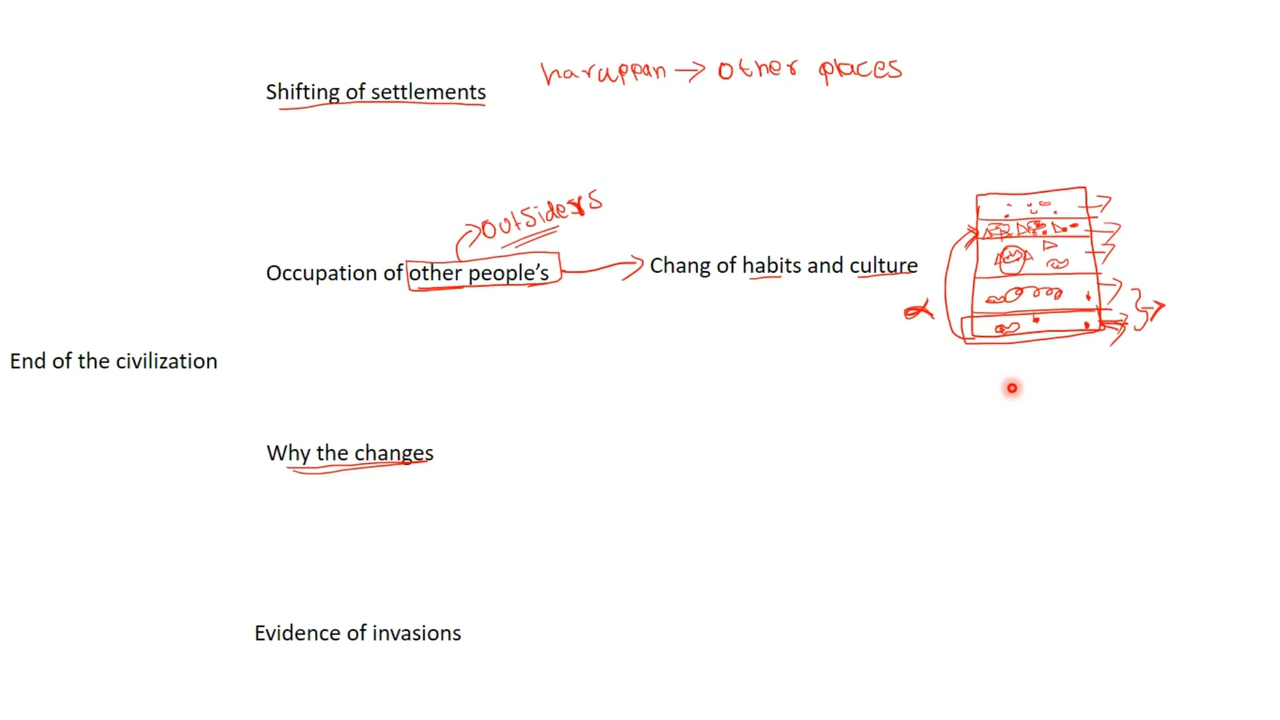 harappan → other places
Shifting of settlements
outsiders
Occupation of other people's
Chang of habits and culture
End of the civilization
Why the changes
Evidence of invasions